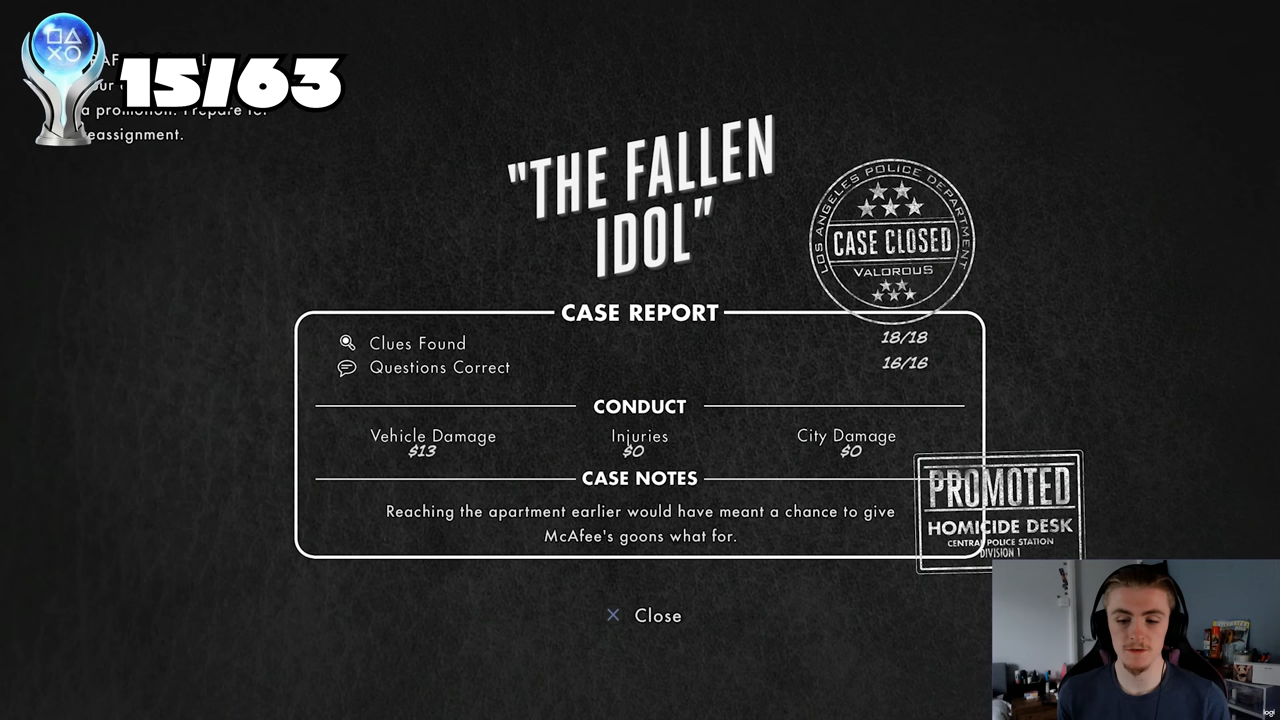 15/63
a promotion. Prepare for
eassignment.
"THE FALLEN
IDOL"
LOS ANGELES POLICE DEPARTMENT
CASE CLOSED
VALOROUS
CASE REPORT
Clues Found 18/18
Questions Correct 16/16
CONDUCT
Vehicle Damage Injuries City Damage
$13 $0 $0
CASE NOTES
Reaching the apartment earlier would have meant a chance to give
McAfee's goons what for.
PROMOTED
HOMICIDE DESK
CENTRAL POLICE STATION
DIVISION 1
Close
logi